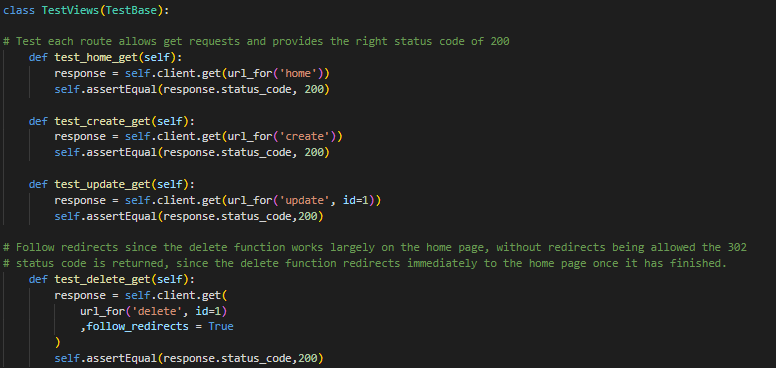 class TestViews(TestBase):
# Test each route allows get requests and provides the right status code of 200
def test_home_get(self):
response = self.client.get(url_for('home'))
self.assertEqual(response.status_code, 200)
def test_create_get(self):
response = self.client.get(url_for('create'))
self.assertEqual(response.status_code, 200)
def test_update_get(self):
response = self.client.get(url_for('update', id=1))
self.assertEqual(response.status_code,200)
# Follow redirects since the delete function works largely on the home page, without redirects being allowed the 302
# status code is returned, since the delete function redirects immediately to the home page once it has finished.
def test_delete_get(self):
response = self.client.get(
url_for('delete', id=1)
,follow_redirects = True
)
self.assertEqual(response.status_code,200)